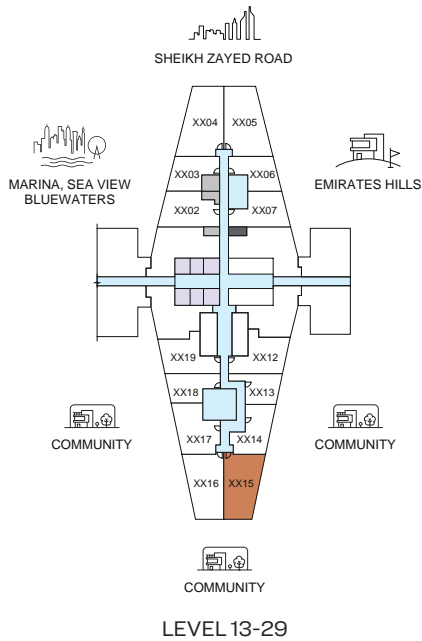 SHEIKH ZAYED ROAD
XX04
XX05
MARINA, SEA VIEW
BLUEWATERS
EMIRATES HILLS
XX03
XX06
XX02
XX07
XX19
XX12
XX18
XX13
COMMUNITY
COMMUNITY
XX17
XX14
XX16
XX15
COMMUNITY
LEVEL 13-29